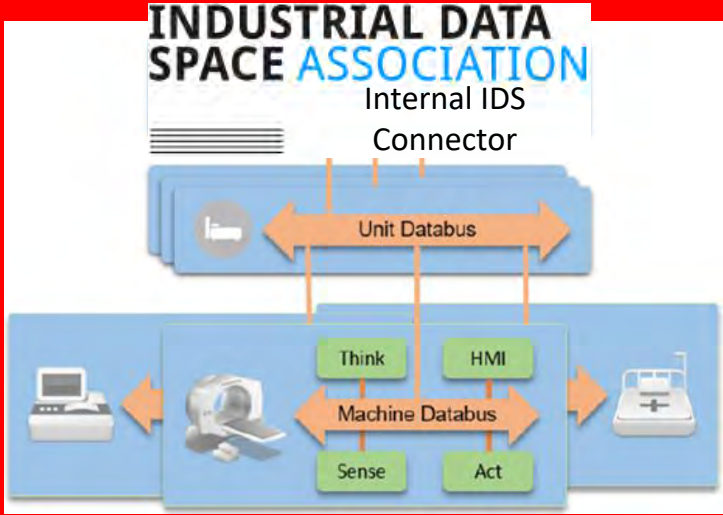 INDUSTRIAL DATA
SPACE ASSOCIATION
Internal IDS
Connector
Unit Databus
Think
HMI
Machine Databus
Sense
Act